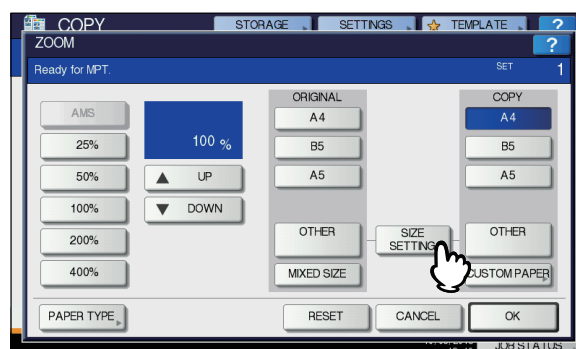 COPY
STORAGE
SETTINGS
TEMPLATE
?
ZOOM
?
Ready for MPT.
SET
1
ORIGINAL
COPY
AMS
25%
50%
100%
200%
400%
100 %
UP
DOWN
A4
B5
A5
OTHER
MIXED SIZE
SIZE
SETTING
A4
B5
A5
OTHER
CUSTOM PAPER
PAPER TYPE
RESET
CANCEL
OK
JOB STATUS